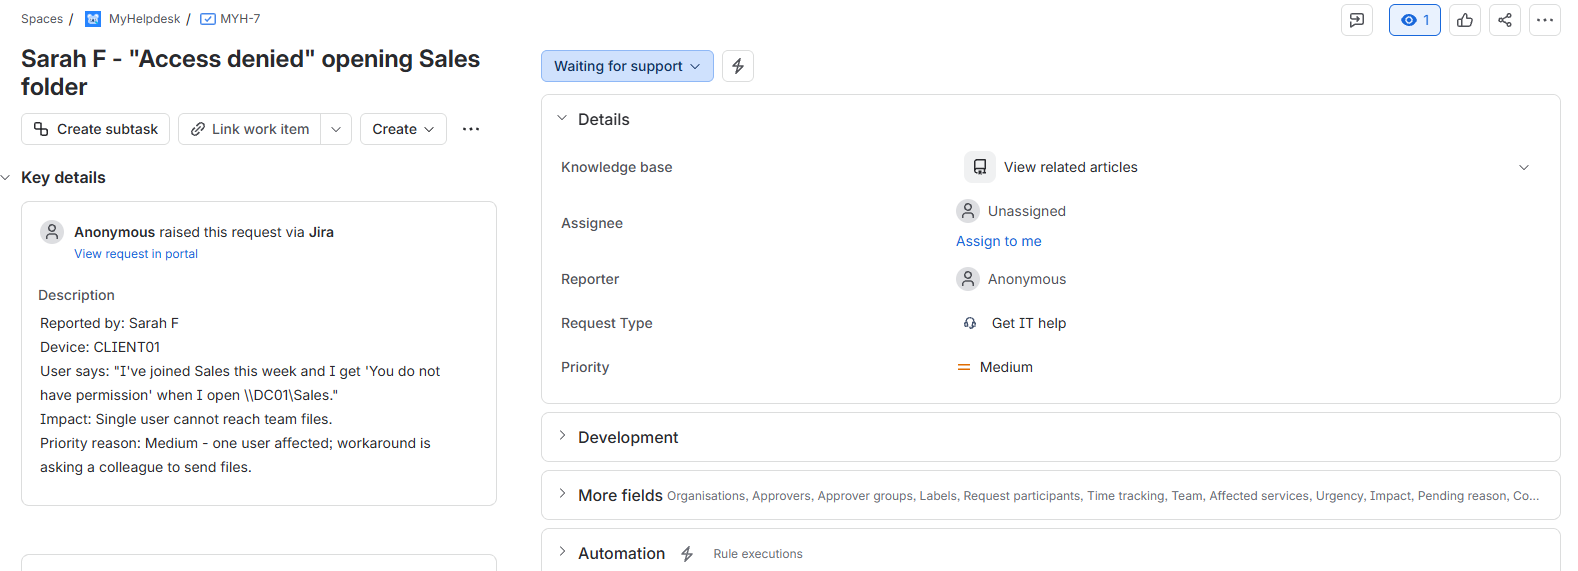 Spaces / MyHelpdesk / MYH-7
1
Sarah F - "Access denied" opening Sales
folder
Create subtask
Link work item
Create
Key details
Anonymous raised this request via Jira
View request in portal
Description
Reported by: Sarah F
Device: CLIENT01
User says: "I've joined Sales this week and I get 'You do not
have permission' when I open \\DC01\Sales."
Impact: Single user cannot reach team files.
Priority reason: Medium - one user affected; workaround is
asking a colleague to send files.
Waiting for support
Details
Knowledge base
View related articles
Assignee
Unassigned
Assign to me
Reporter
Anonymous
Request Type
Get IT help
Priority
Medium
Development
More fields Organisations, Approvers, Approver groups, Labels, Request participants, Time tracking, Team, Affected services, Urgency, Impact, Pending reason, Co...
Automation Rule executions